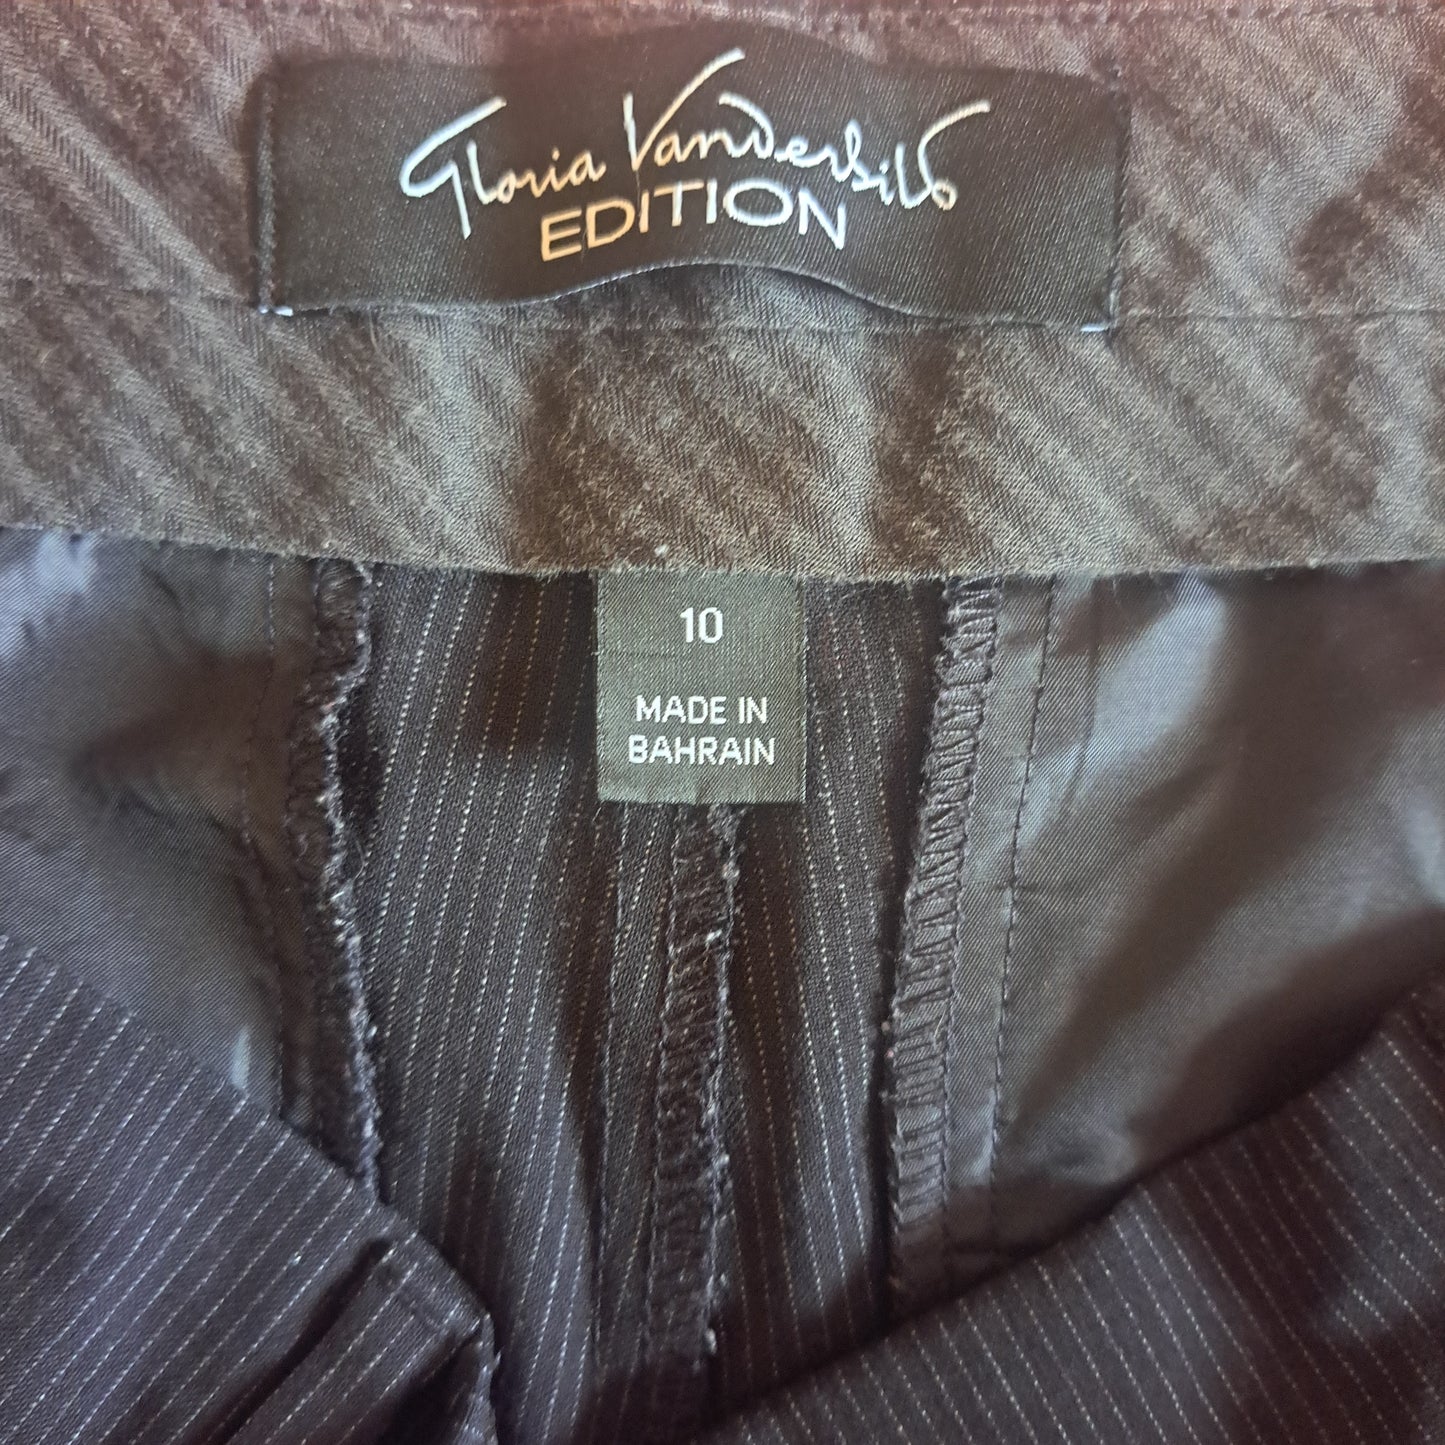 Gloria Vanderbilt
EDITION
10
MADE IN
BAHRAIN